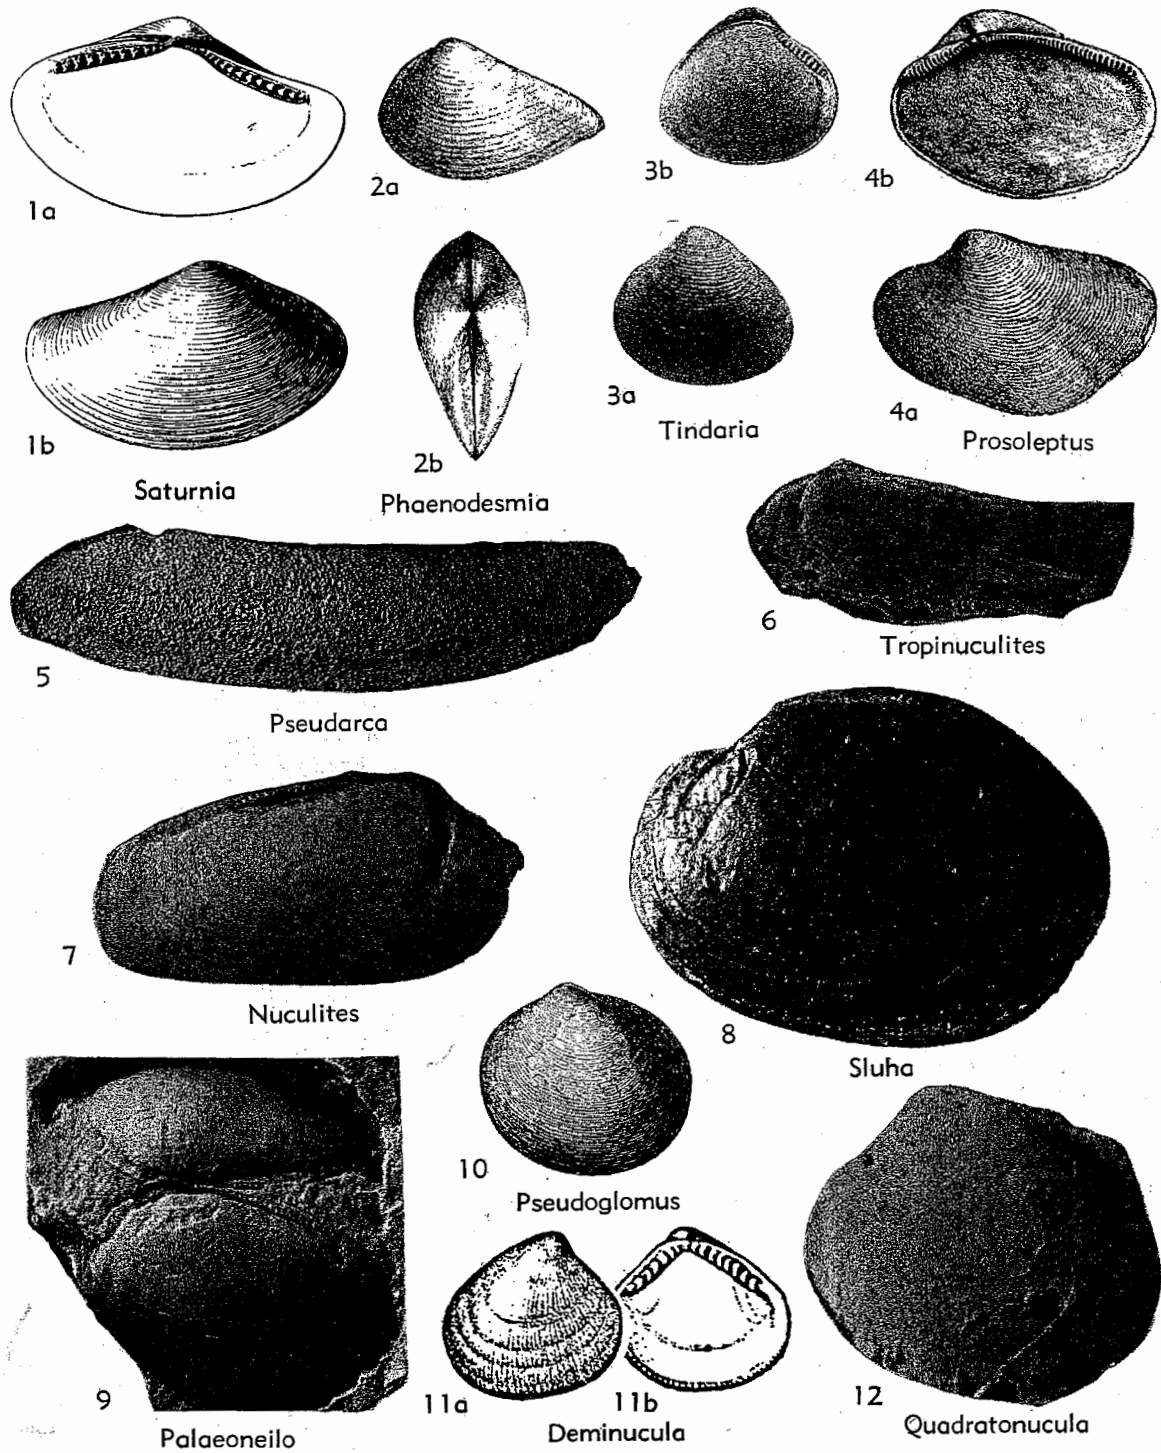 1a
2a
3b
4b
1b
2b
3a
4a
Tindaria
Prosoleptus
Saturnia
Phaenodesmia
5
6
Tropinuculites
Pseudarca
7
Nuculites
8
Sluha
9
10
Pseudoglomus
11a
11b
12
Palaeoneilo
Deminucula
Quadratonucula